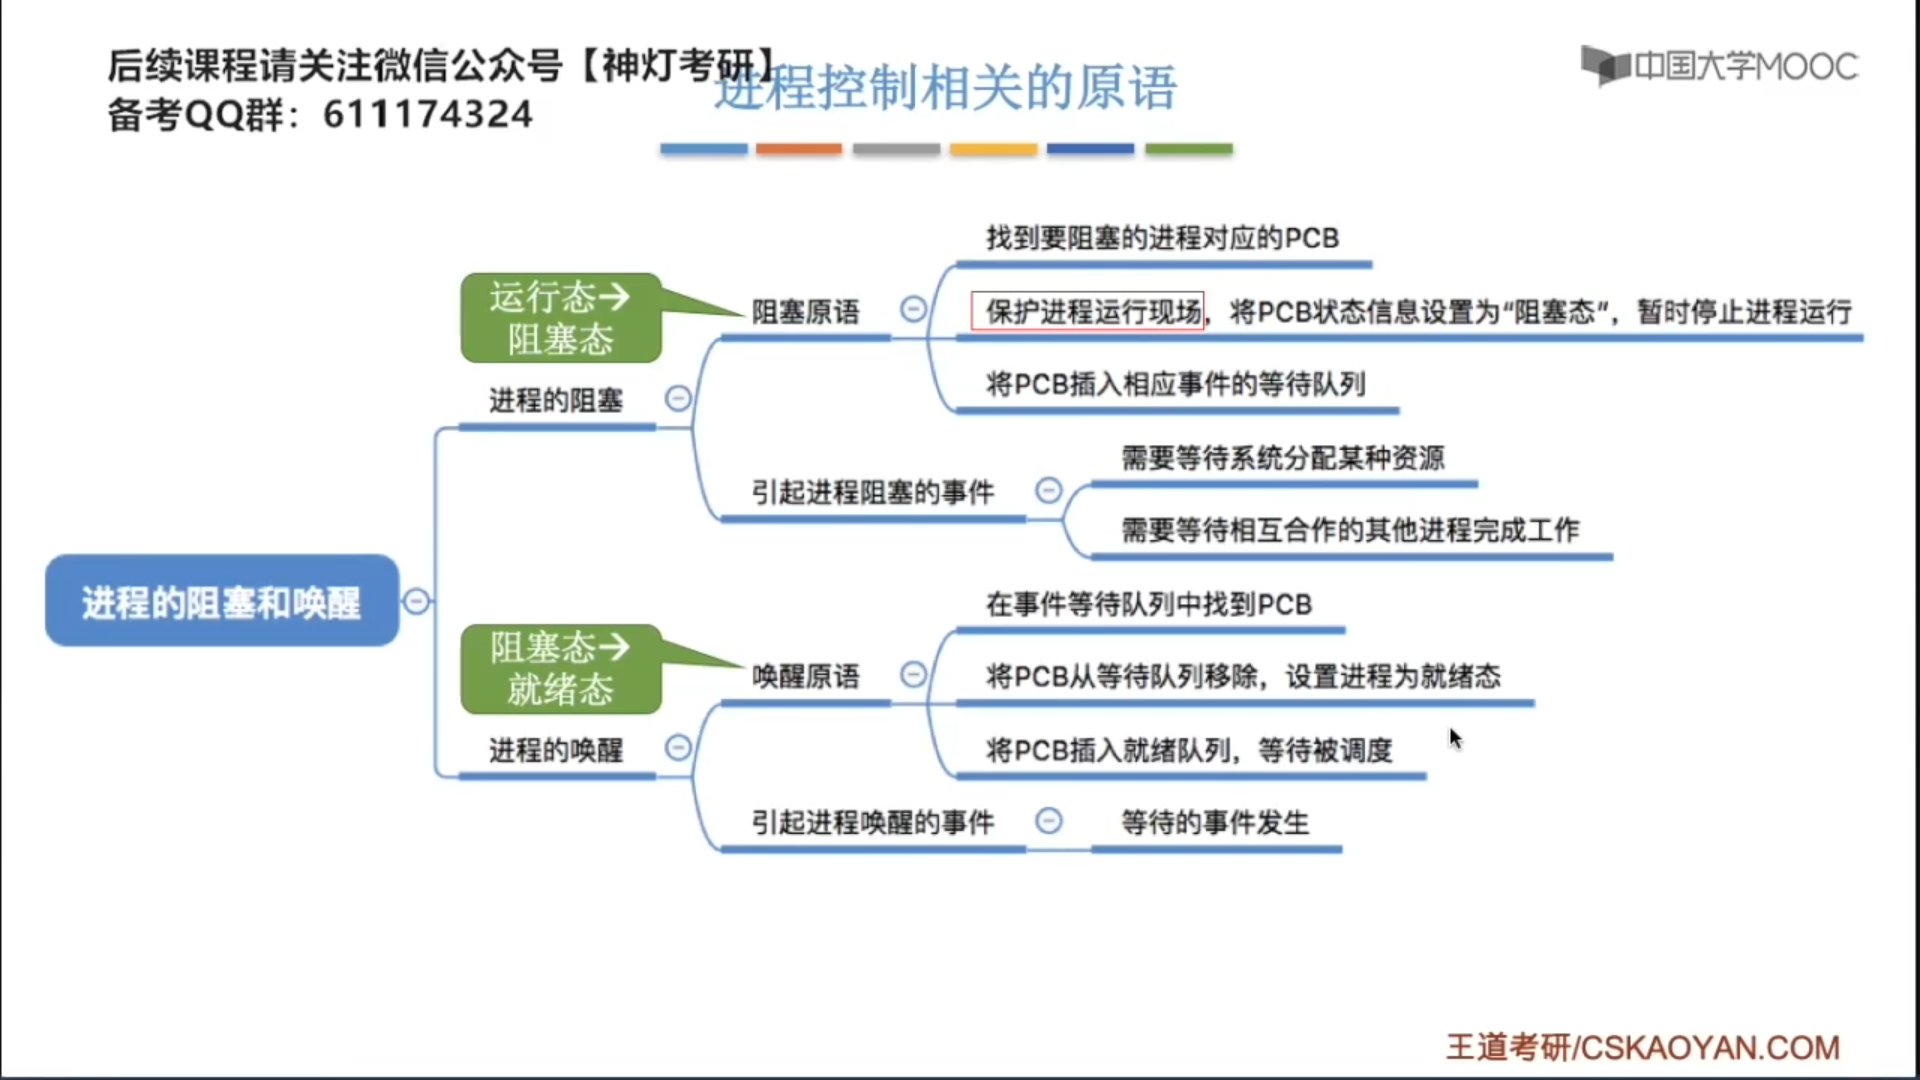 后续课程请关注微信公众号【神灯考研】
备考QQ群：611174324
进程控制相关的原语
中国大学MOOC
找到要阻塞的进程对应的PCB
运行态→
阻塞态
阻塞原语
保护进程运行现场，将PCB状态信息设置为“阻塞态”，暂时停止进程运行
将PCB插入相应事件的等待队列
进程的阻塞
需要等待系统分配某种资源
引起进程阻塞的事件
需要等待相互合作的其他进程完成工作
进程的阻塞和唤醒
在事件等待队列中找到PCB
阻塞态→
就绪态
唤醒原语
将PCB从等待队列移除，设置进程为就绪态
将PCB插入就绪队列，等待被调度
进程的唤醒
引起进程唤醒的事件
等待的事件发生
王道考研/CSKAOYAN.COM